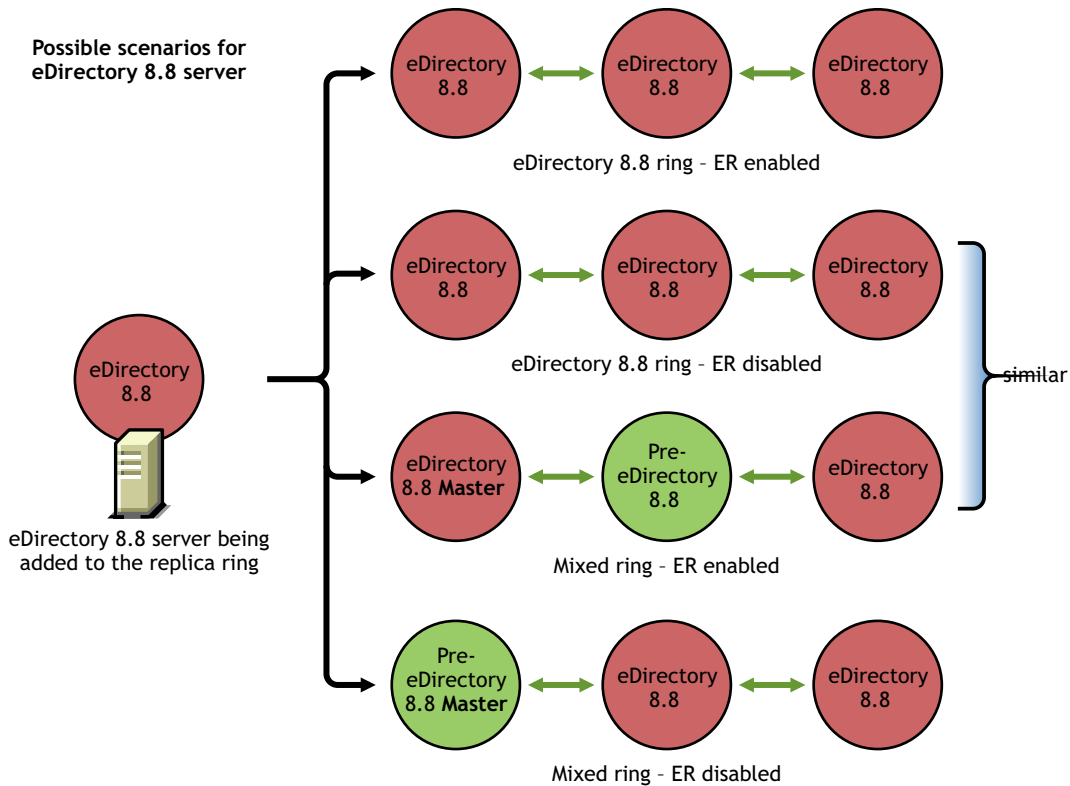 Possible scenarios for
eDirectory 8.8 server
eDirectory
8.8
eDirectory
8.8
eDirectory
8.8
eDirectory 8.8 ring – ER enabled
eDirectory
8.8
eDirectory
8.8
eDirectory
8.8
eDirectory 8.8 ring – ER disabled
similar
eDirectory
8.8
eDirectory 8.8 server being
added to the replica ring
eDirectory
8.8 Master
Pre-
eDirectory
8.8
eDirectory
8.8
Mixed ring – ER enabled
Pre-
eDirectory
8.8 Master
eDirectory
8.8
eDirectory
8.8
Mixed ring – ER disabled